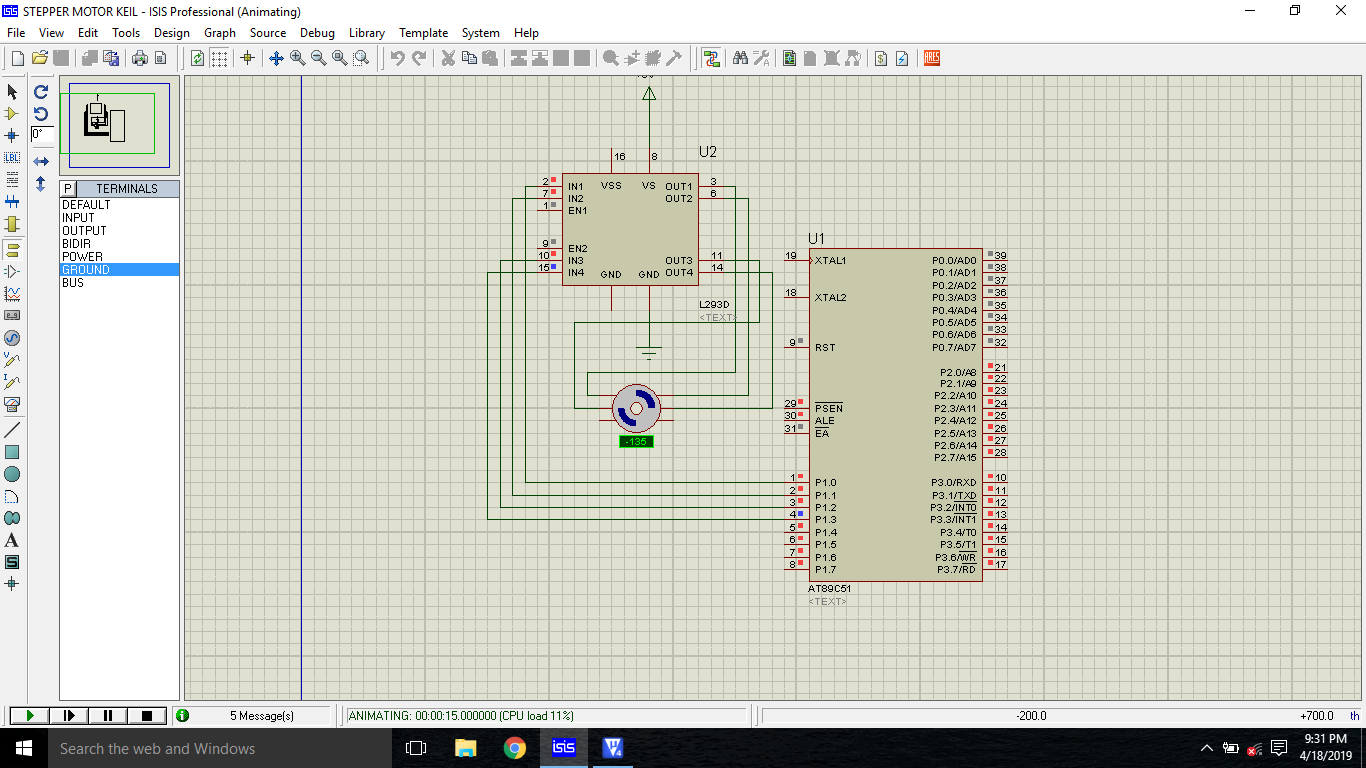 STEPPER MOTOR KEIL - ISIS Professional (Animating)
File View Edit Tools Design Graph Source Debug Library Template System Help
ARES
LBL
0°
P TERMINALS
DEFAULT
INPUT
OUTPUT
BIDIR
POWER
GROUND
BUS
A
S
U2
16 8
2 IN1 VSS VS OUT1 3
7 IN2 OUT2 6
1 EN1
9 EN2
10 IN3 OUT3 11
15 IN4 GND GND OUT4 14
L293D
<TEXT>
-135
U1
19 XTAL1 P0.0/AD0 39
P0.1/AD1 38
P0.2/AD2 37
18 XTAL2 P0.3/AD3 36
P0.4/AD4 35
P0.5/AD5 34
P0.6/AD6 33
9 RST P0.7/AD7 32
P2.0/A8 21
P2.1/A9 22
P2.2/A10 23
29 PSEN P2.3/A11 24
30 ALE P2.4/A12 25
31 EA P2.5/A13 26
P2.6/A14 27
P2.7/A15 28
1 P1.0 P3.0/RXD 10
2 P1.1 P3.1/TXD 11
3 P1.2 P3.2/INT0 12
4 P1.3 P3.3/INT1 13
5 P1.4 P3.4/T0 14
6 P1.5 P3.5/T1 15
7 P1.6 P3.6/WR 16
8 P1.7 P3.7/RD 17
AT89C51
<TEXT>
5 Message(s) ANIMATING: 00:00:15.000000 (CPU load 11%) -200.0 +700.0 th
Search the web and Windows
isis
9:31 PM
4/18/2019